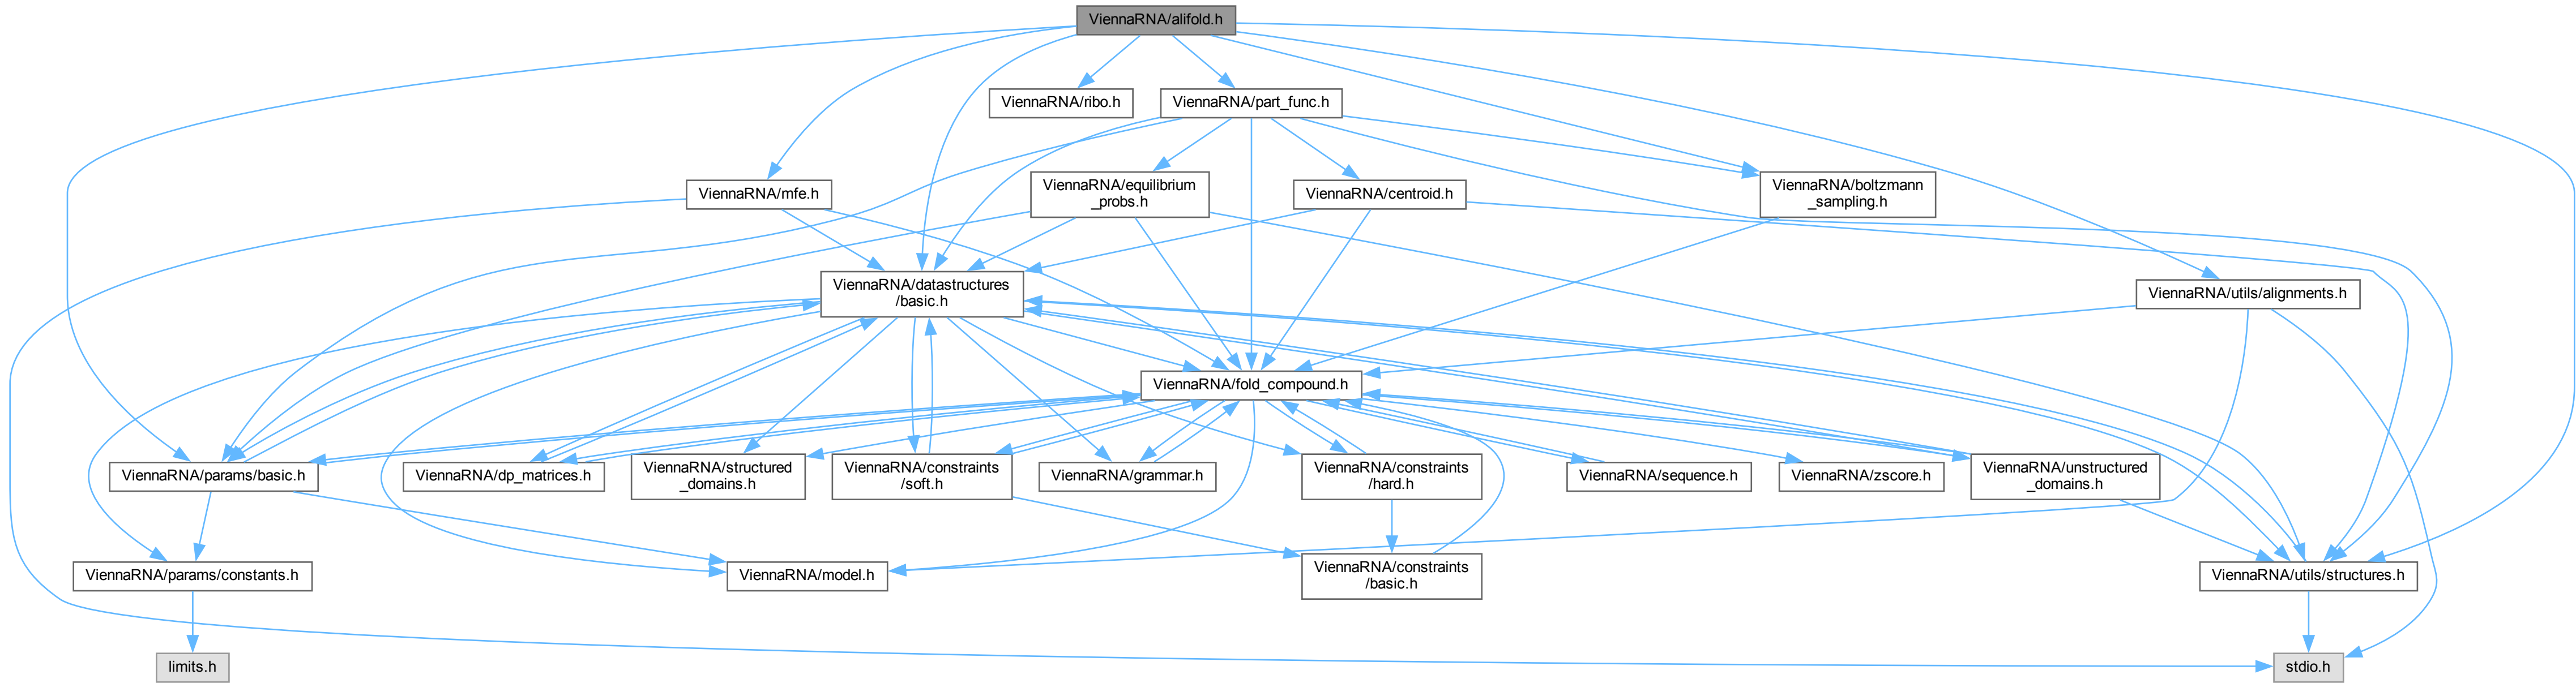 ViennaRNA/alifold.h
ViennaRNA/ribo.h
ViennaRNA/part_func.h
ViennaRNA/mfe.h
ViennaRNA/equilibrium
_probs.h
ViennaRNA/centroid.h
ViennaRNA/boltzmann
_sampling.h
ViennaRNA/datastructures
/basic.h
ViennaRNA/utils/alignments.h
ViennaRNA/fold_compound.h
ViennaRNA/params/basic.h
ViennaRNA/dp_matrices.h
ViennaRNA/structured
_domains.h
ViennaRNA/constraints
/soft.h
ViennaRNA/grammar.h
ViennaRNA/constraints
/hard.h
ViennaRNA/sequence.h
ViennaRNA/zscore.h
ViennaRNA/unstructured
_domains.h
ViennaRNA/params/constants.h
ViennaRNA/model.h
ViennaRNA/constraints
/basic.h
ViennaRNA/utils/structures.h
limits.h
stdio.h